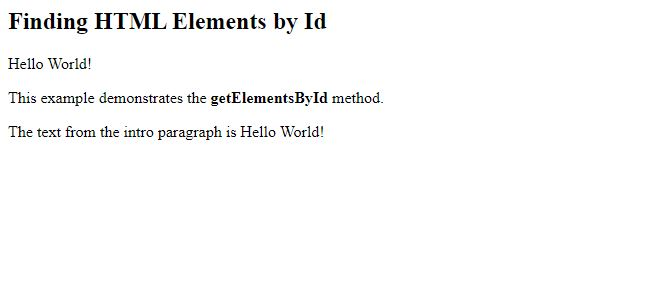 Finding HTML Elements by Id
Hello World!
This example demonstrates the getElementsById method.
The text from the intro paragraph is Hello World!